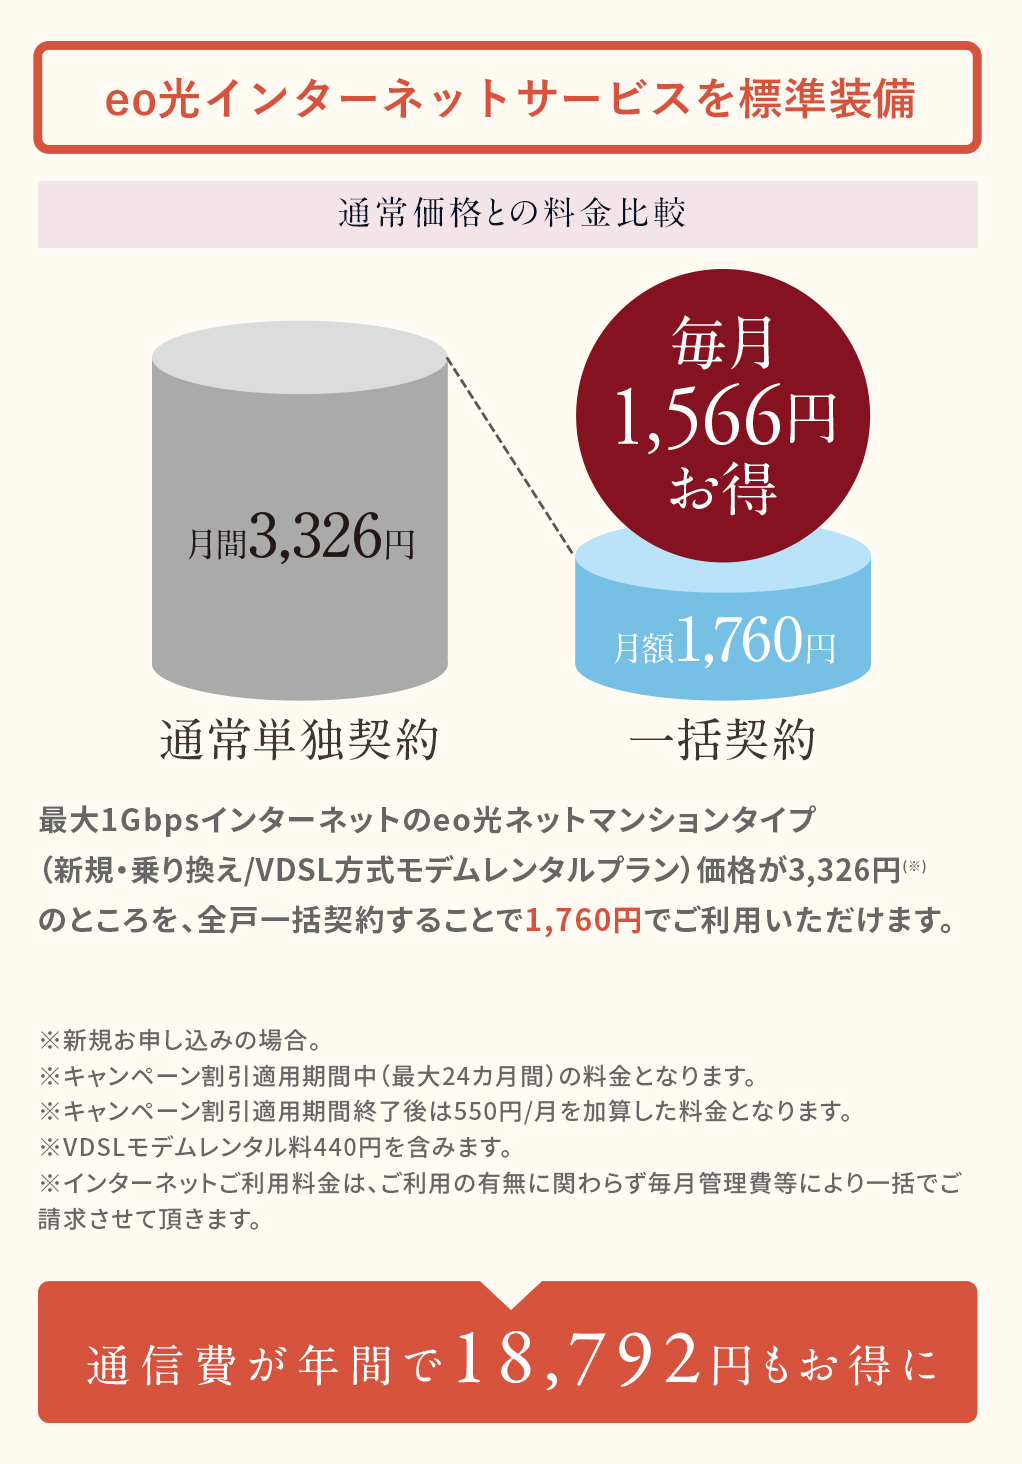 eo光インターネットサービスを標準装備
通常価格との料金比較
毎月
1,566円
お得
月間3,326円
月額1,760円
通常単独契約
一括契約
最大1Gbpsインターネットのeo光ネットマンションタイプ
（新規・乗り換え/VDSL方式モデムレンタルプラン）価格が3,326円(※)
のところを、全戸一括契約することで1,760円でご利用いただけます。
※新規お申し込みの場合。
※キャンペーン割引適用期間中（最大24カ月間）の料金となります。
※キャンペーン割引適用期間終了後は550円/月を加算した料金となります。
※VDSLモデムレンタル料440円を含みます。
※インターネットご利用料金は、ご利用の有無に関わらず毎月管理費等により一括でご
請求させて頂きます。
通信費が年間で18,792円もお得に